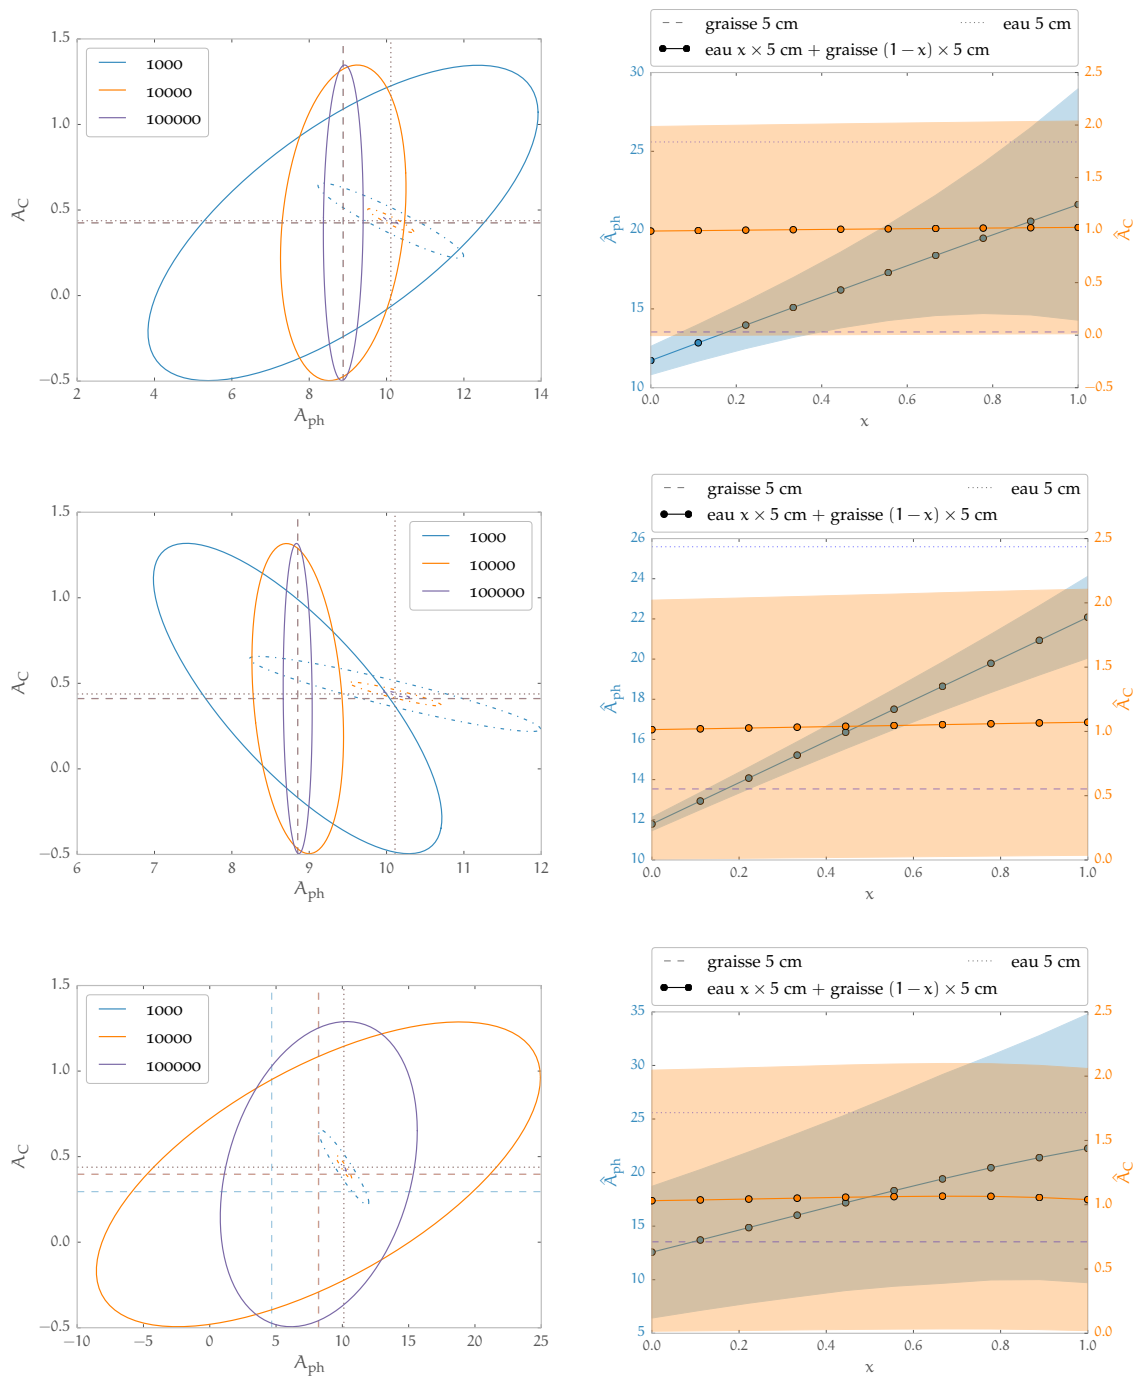 1.5
1.0
0.5
0.0
−0.5
A_C
1000
10000
100000
2 4 6 8 10 12 14
A_ph
graisse 5 cm eau 5 cm
eau x × 5 cm + graisse (1 − x) × 5 cm
30
25
20
15
10
Â_ph
2.5
2.0
1.5
1.0
0.5
0.0
−0.5
Â_C
0.0 0.2 0.4 0.6 0.8 1.0
x
1.5
1.0
0.5
0.0
−0.5
A_C
1000
10000
100000
6 7 8 9 10 11 12
A_ph
graisse 5 cm eau 5 cm
eau x × 5 cm + graisse (1 − x) × 5 cm
26
24
22
20
18
16
14
12
10
Â_ph
2.5
2.0
1.5
1.0
0.5
0.0
Â_C
0.0 0.2 0.4 0.6 0.8 1.0
x
1.5
1.0
0.5
0.0
−0.5
A_C
1000
10000
100000
−10 −5 0 5 10 15 20 25
A_ph
graisse 5 cm eau 5 cm
eau x × 5 cm + graisse (1 − x) × 5 cm
35
30
25
20
15
10
5
Â_ph
2.5
2.0
1.5
1.0
0.5
0.0
Â_C
0.0 0.2 0.4 0.6 0.8 1.0
x